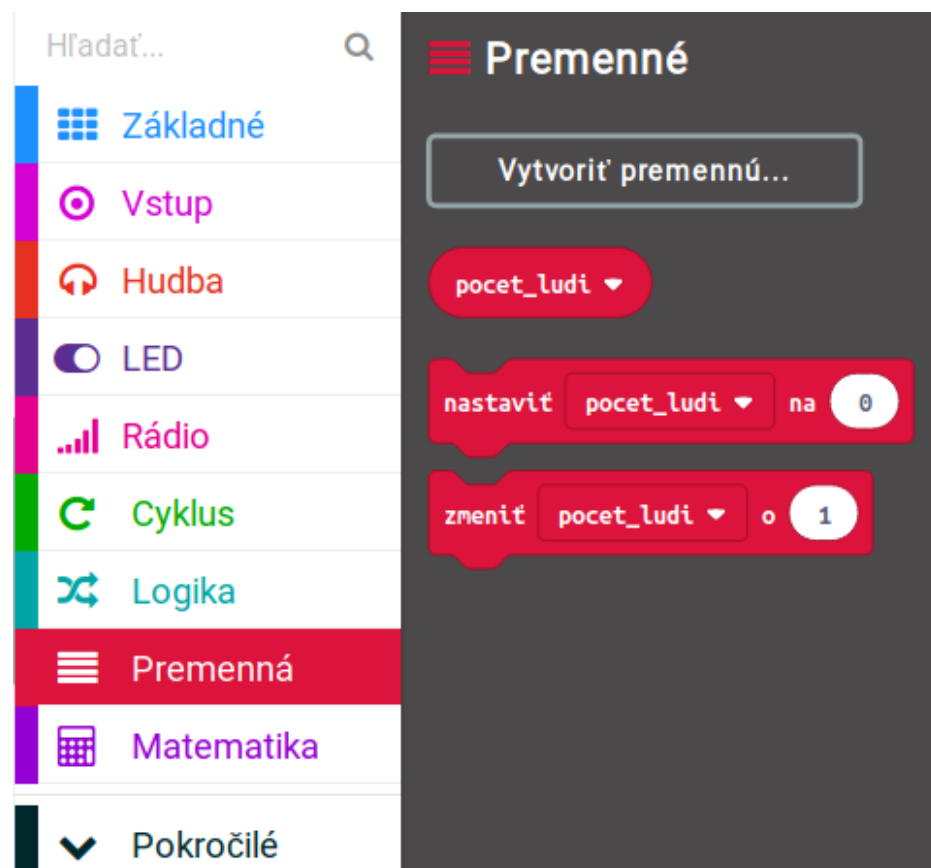 Hľadať...
Základné
Vstup
Hudba
LED
Rádio
Cyklus
Logika
Premenná
Matematika
Pokročilé
Premenné
Vytvoriť premennú...
pocet_ludi
nastaviť pocet_ludi na 0
zmeniť pocet_ludi o 1